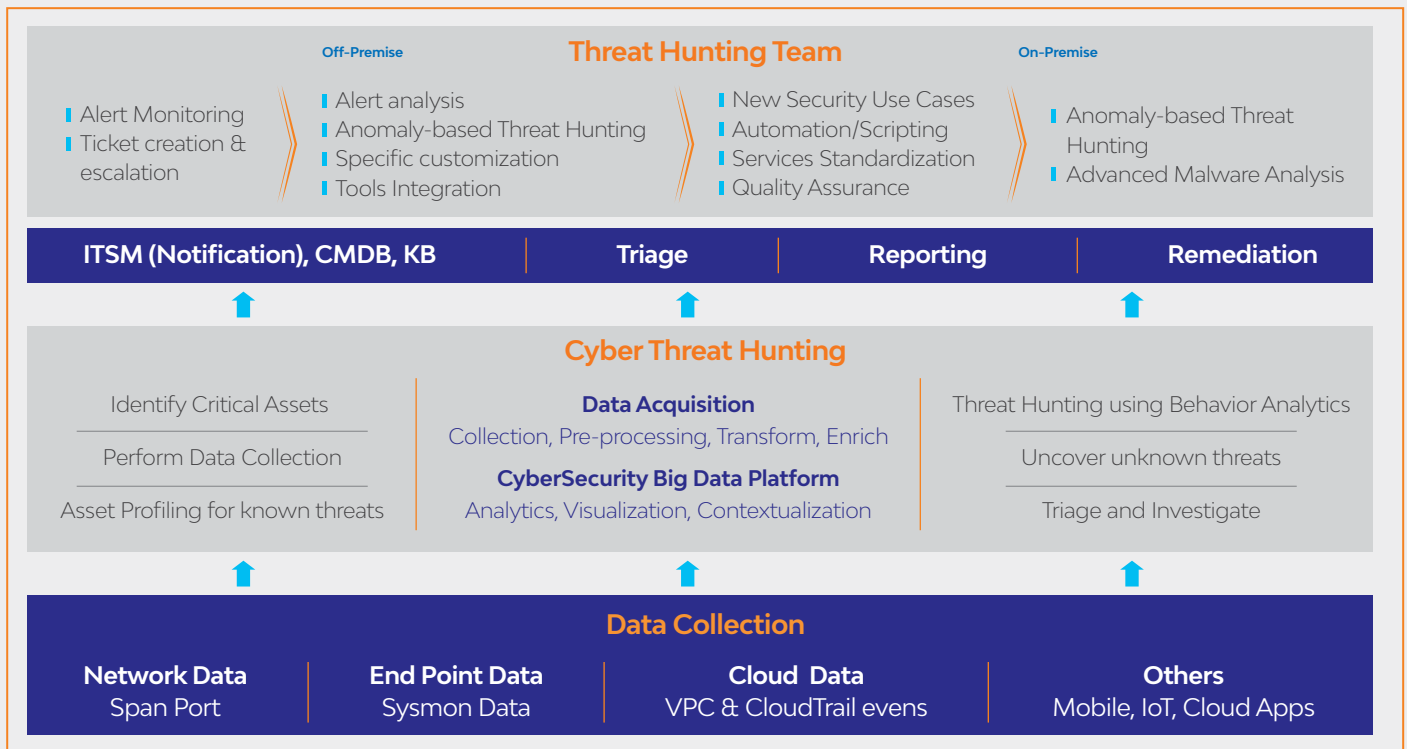 Off-Premise
Threat Hunting Team
On-Premise
Alert Monitoring
Ticket creation &
escalation
Alert analysis
Anomaly-based Threat Hunting
Specific customization
Tools Integration
New Security Use Cases
Automation/Scripting
Services Standardization
Quality Assurance
Anomaly-based Threat
Hunting
Advanced Malware Analysis
ITSM (Notification), CMDB, KB
Triage
Reporting
Remediation
Cyber Threat Hunting
Identify Critical Assets
Perform Data Collection
Asset Profiling for known threats
Data Acquisition
Collection, Pre-processing, Transform, Enrich
CyberSecurity Big Data Platform
Analytics, Visualization, Contextualization
Threat Hunting using Behavior Analytics
Uncover unknown threats
Triage and Investigate
Data Collection
Network Data
Span Port
End Point Data
Sysmon Data
Cloud Data
VPC & CloudTrail evens
Others
Mobile, IoT, Cloud Apps